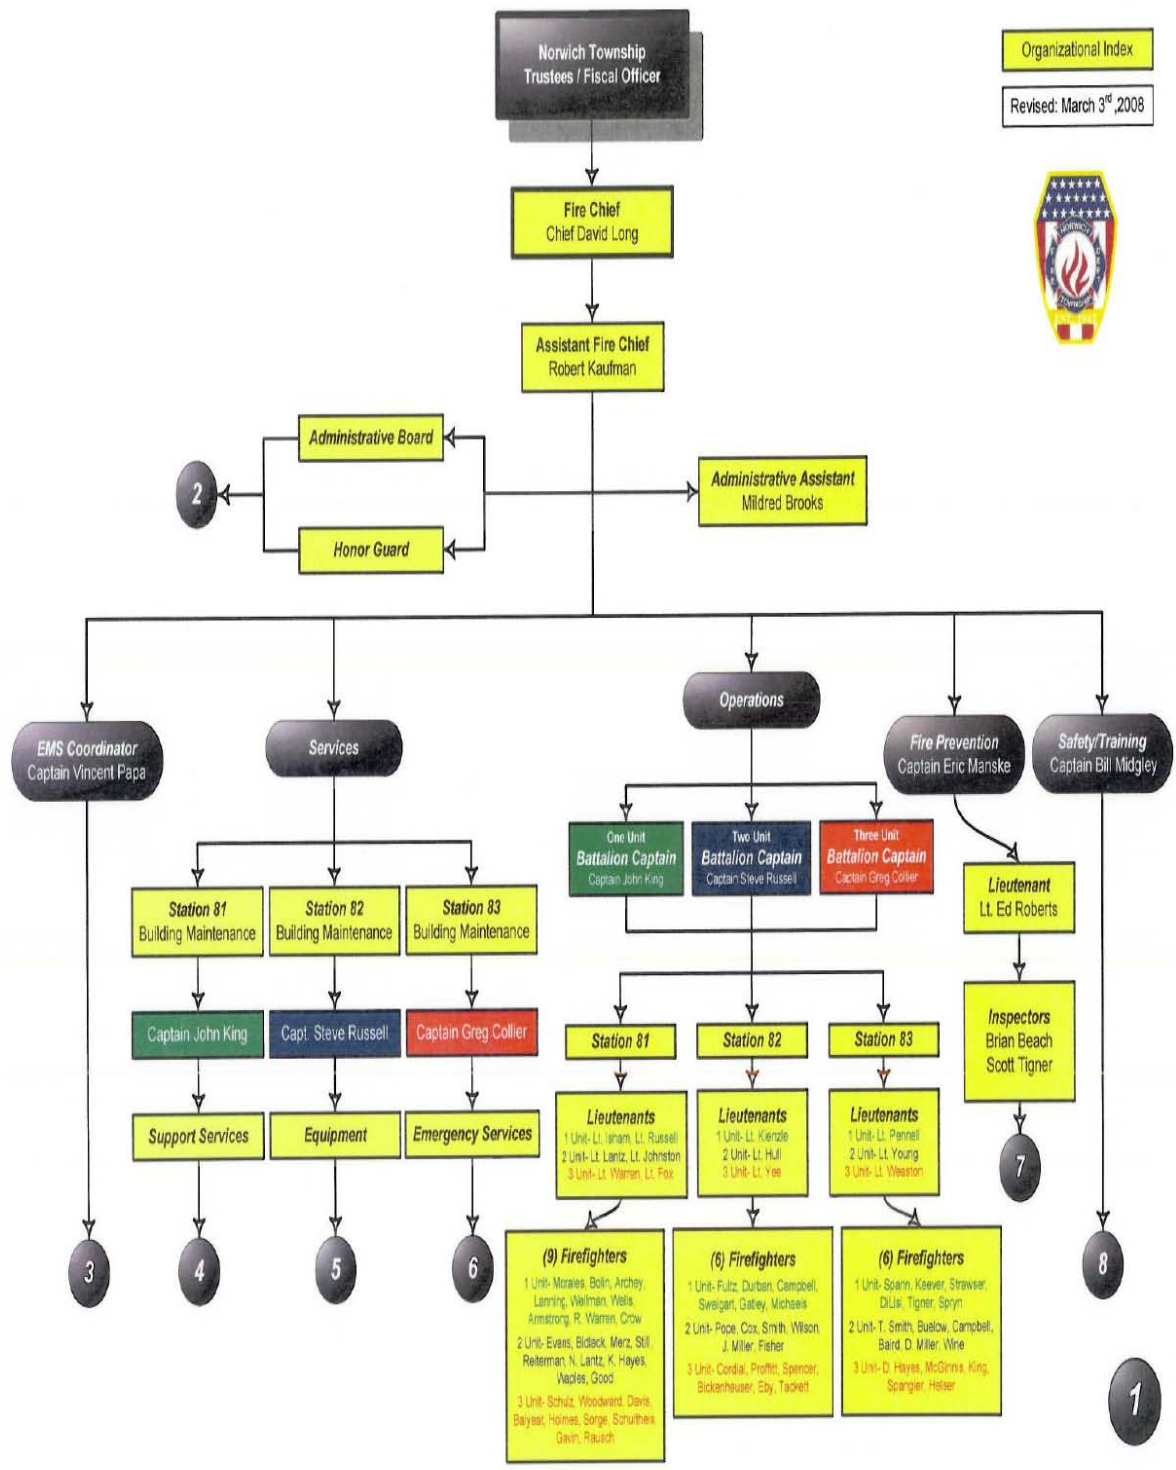 Norwich Township
Trustees / Fiscal Officer
Organizational Index
Revised: March 3rd ,2008
NORWICH
TOWNSHIP
Fire Chief
Chief David Long
Assistant Fire Chief
Robert Kaufman
Administrative Board
2
Administrative Assistant
Mildred Brooks
Honor Guard
EMS Coordinator
Captain Vincent Papa
Services
Operations
Fire Prevention
Captain Eric Manske
Safety/Training
Captain Bill Midgley
One Unit
Battalion Captain
Captain John King
Two Unit
Battalion Captain
Captain Steve Russell
Three Unit
Battalion Captain
Captain Greg Collier
Lieutenant
Lt. Ed Roberts
Station 81
Building Maintenance
Station 82
Building Maintenance
Station 83
Building Maintenance
Captain John King
Capt. Steve Russell
Captain Greg Collier
Station 81
Station 82
Station 83
Inspectors
Brian Beach
Scott Tigner
Support Services
Equipment
Emergency Services
Lieutenants
1 Unit- Lt. Isham, Lt. Russell
2 Unit- Lt. Lantz, Lt. Johnston
3 Unit- Lt. Warren, Lt. Fox
Lieutenants
1 Unit- Lt. Kienzle
2 Unit- Lt. Hull
3 Unit- Lt. Yee
Lieutenants
1 Unit- Lt. Pennell
2 Unit- Lt. Young
3 Unit- Lt. Weaston
7
3
4
5
6
(9) Firefighters
1 Unit- Morales, Bolin, Archey,
Lanning, Wellman, Wells,
Armstrong, R. Warren, Crow
2 Unit- Evans, Bidlack, Merz, Still,
Reiterman, N. Lantz, K. Hayes,
Waples, Good
3 Unit- Schulz, Woodward, Davis,
Balyeat, Holmes, Sorge, Schultheis,
Gavin, Rausch
(6) Firefighters
1 Unit- Fultz, Durban, Campbell,
Sweigart, Gatley, Michaels
2 Unit- Pope, Cox, Smith, Wilson,
J. Miller, Fisher
3 Unit- Cordial, Proffitt, Spencer,
Bickenheuser, Eby, Tackett
(6) Firefighters
1 Unit- Spann, Keever, Strawser,
DiLisi, Tigner, Spryn
2 Unit- T. Smith, Buelow, Campbell,
Baird, D. Miller, Wine
3 Unit- D. Hayes, McGinnis, King,
Spangler, Heiser
8
1